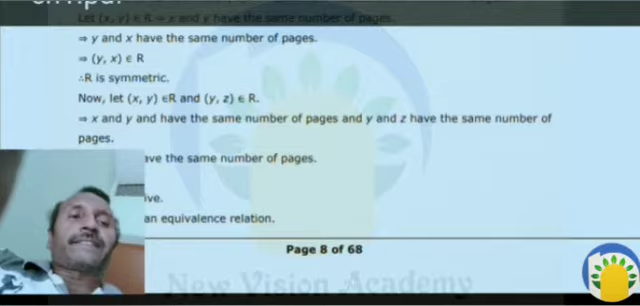 Let (x, y) ∈ R ⇒ x and y have the same number of pages.
⇒ y and x have the same number of pages.
⇒ (y, x) ∈ R
∴R is symmetric.
Now, let (x, y) ∈R and (y, z) ∈ R.
⇒ x and y and have the same number of pages and y and z have the same number of
pages.
ave the same number of pages.
ive.
an equivalence relation.
Page 8 of 68
New Vision Academy